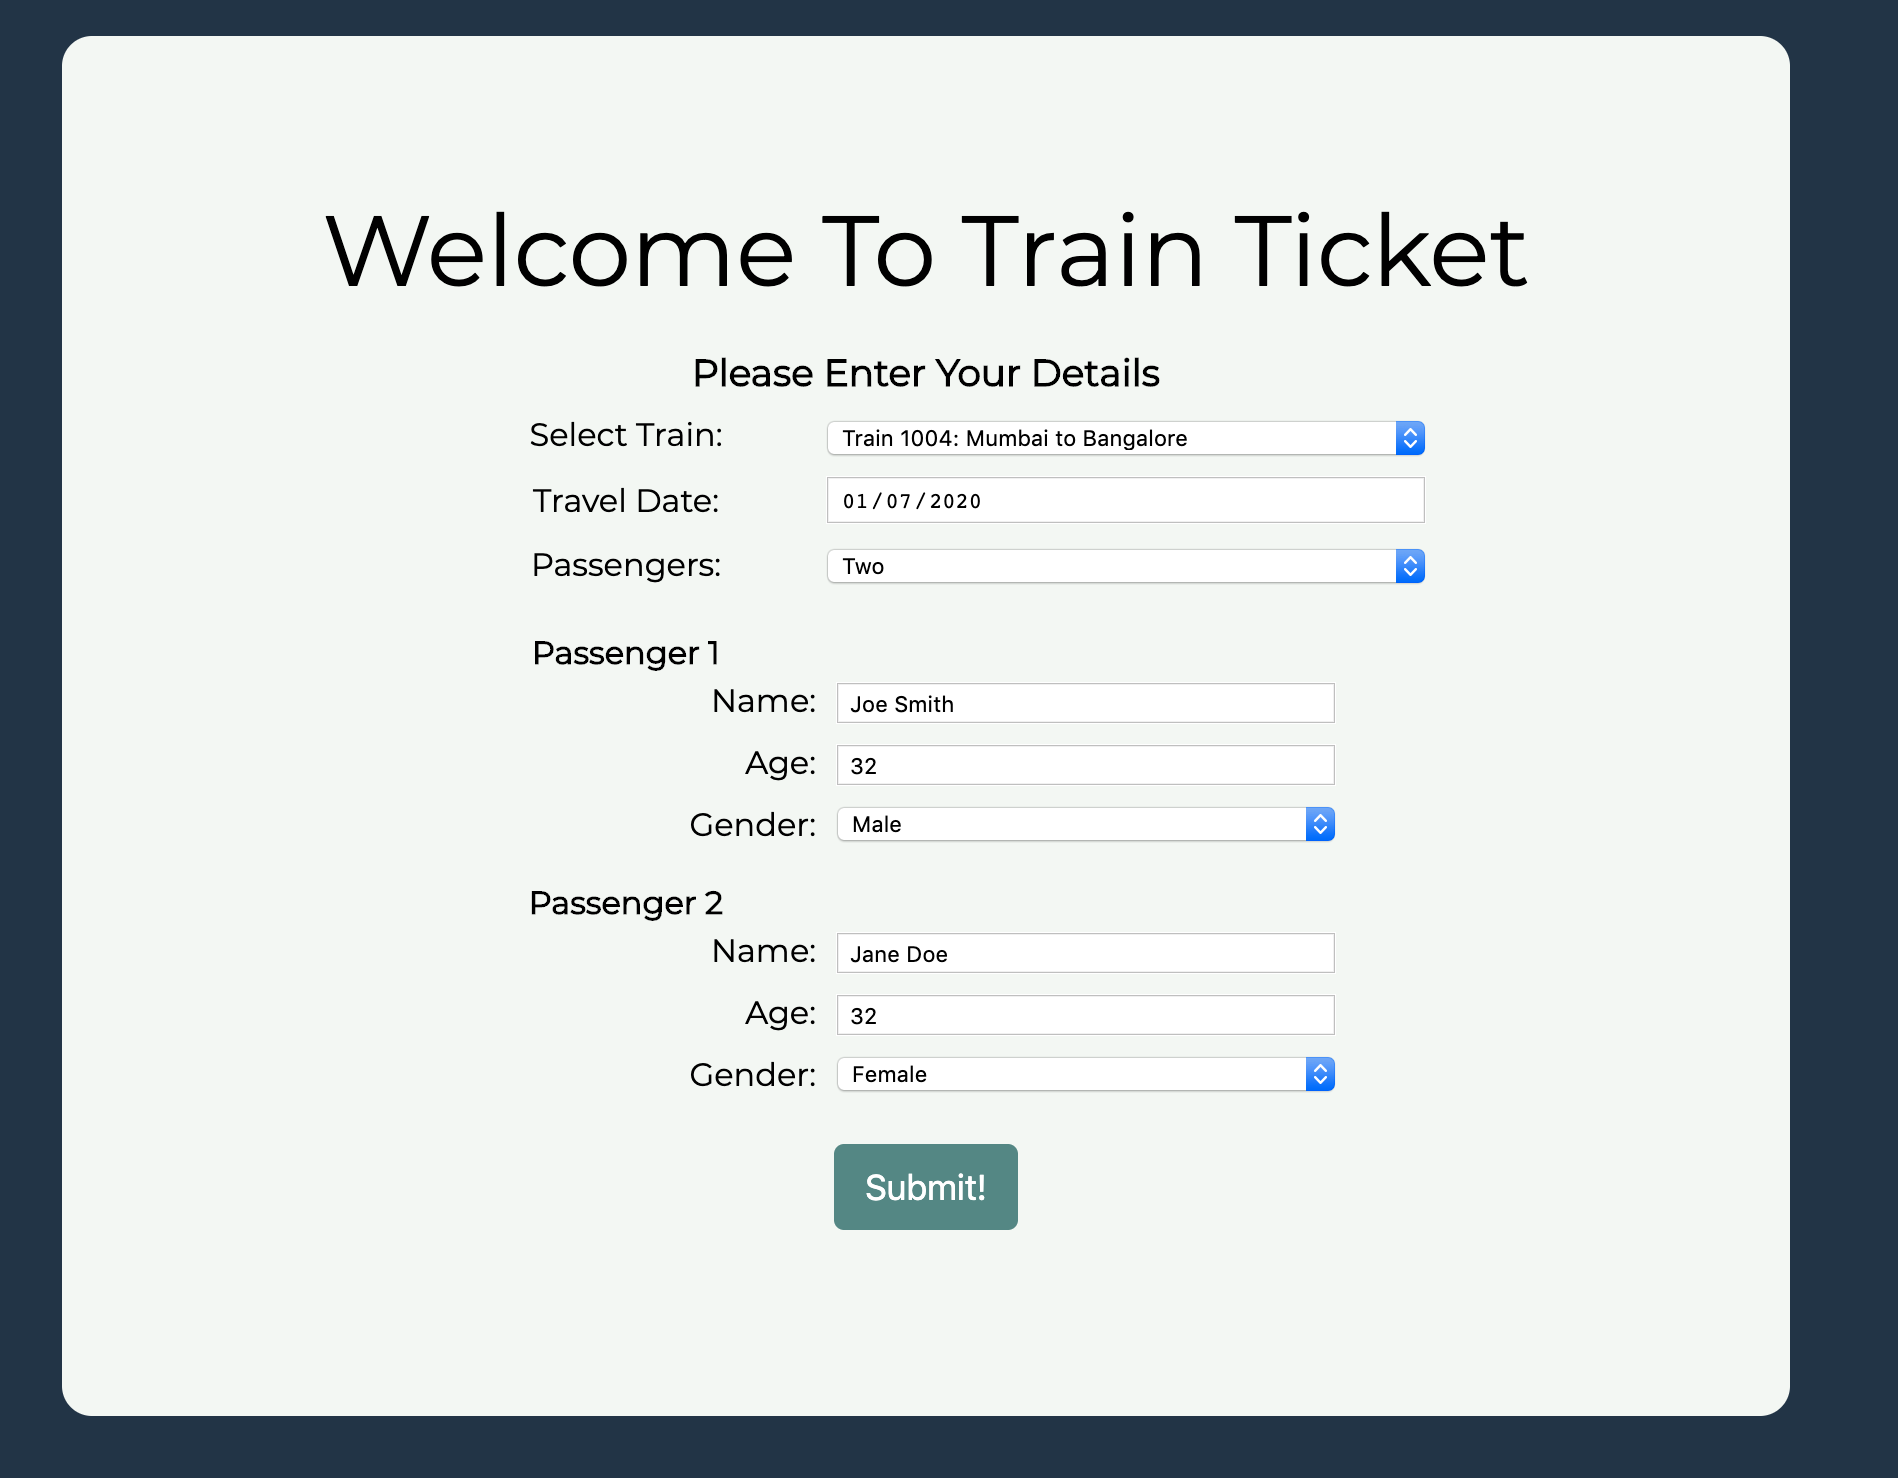 Welcome To Train Ticket
Please Enter Your Details
Select Train: Train 1004: Mumbai to Bangalore
Travel Date: 01/07/2020
Passengers: Two
Passenger 1
Name: Joe Smith
Age: 32
Gender: Male
Passenger 2
Name: Jane Doe
Age: 32
Gender: Female
Submit!